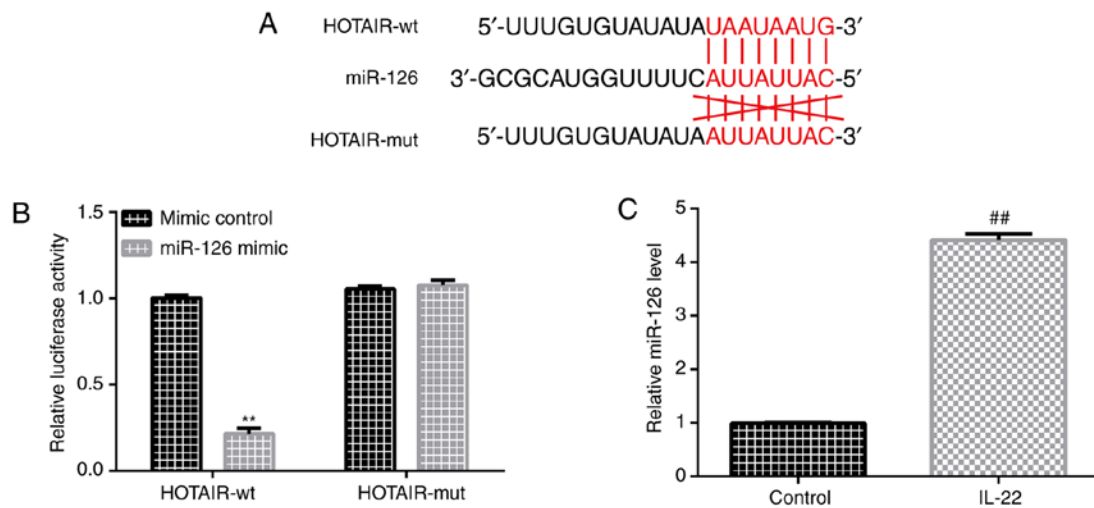 A
HOTAIR-wt 5′-UUUGUGUAUAUAUAAUAAUG-3′
miR-126 3′-GCGCAUGGUUUUCAUUAUUAC-5′
HOTAIR-mut 5′-UUUGUGUAUAUAAUUAUUAC-3′
B
Relative luciferase activity
1.5
1.0
0.5
0.0
Mimic control
miR-126 mimic
**
HOTAIR-wt HOTAIR-mut
C
Relative miR-126 level
5
4
3
2
1
0
##
Control IL-22